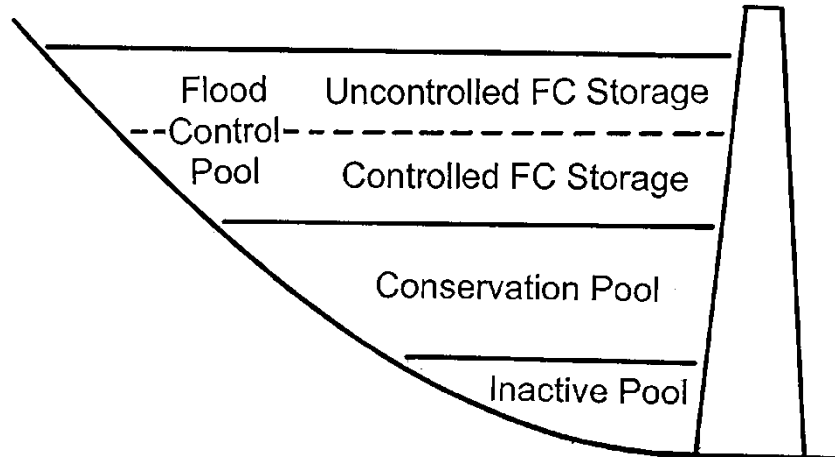 Flood
Control
Pool
Uncontrolled FC Storage
Controlled FC Storage
Conservation Pool
Inactive Pool